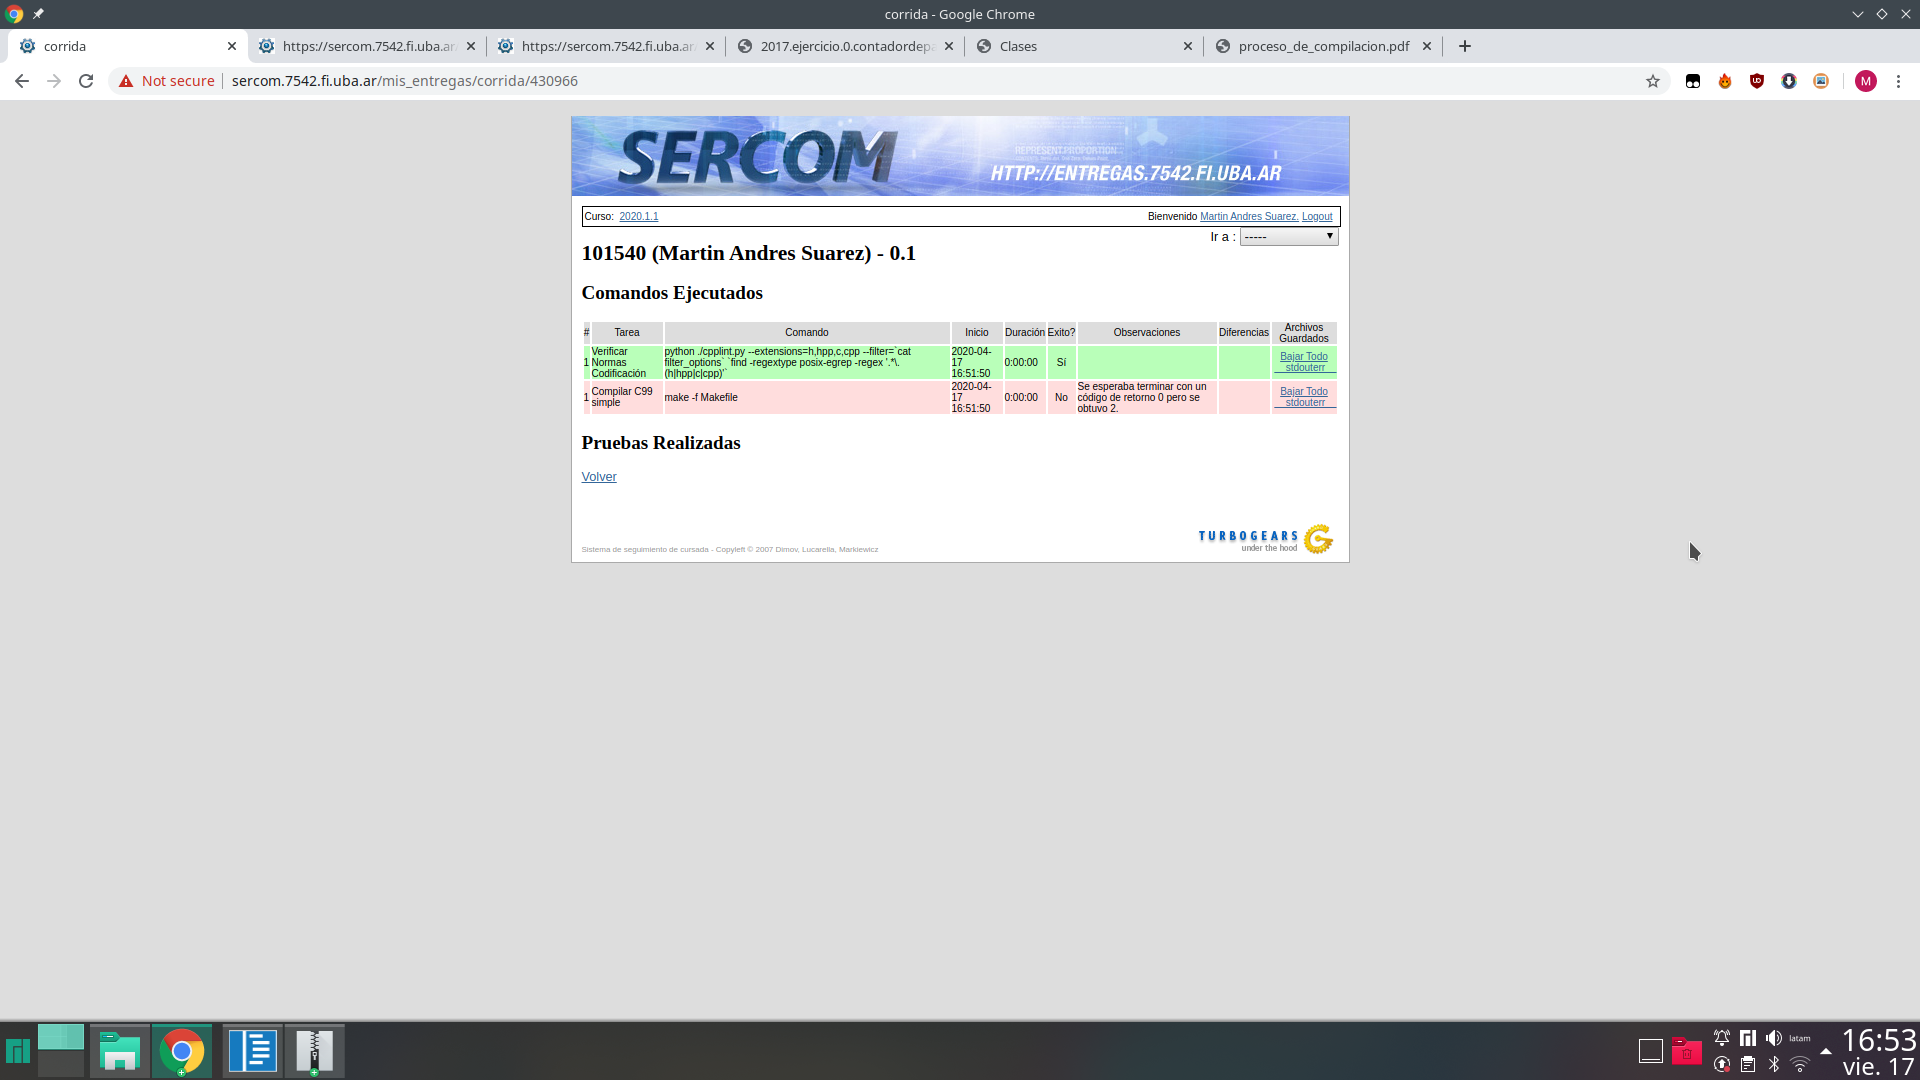 corrida - Google Chrome
corrida
https://sercom.7542.fi.uba.ar
https://sercom.7542.fi.uba.ar
2017.ejercicio.0.contadordepa
Clases
proceso_de_compilacion.pdf
Not secure
sercom.7542.fi.uba.ar/mis_entregas/corrida/430966
M
SERCOM
REPRESENT.PROPORTION
HTTP://ENTREGAS.7542.FI.UBA.AR
Curso: 2020.1.1
Bienvenido Martin Andres Suarez. Logout
Ir a : -----
101540 (Martin Andres Suarez) - 0.1
Comandos Ejecutados
# Tarea Comando Inicio Duración Exito? Observaciones Diferencias Archivos Guardados
1 Verificar Normas Codificación
python ./cpplint.py --extensions=h,hpp,c,cpp --filter=`cat
filter_options` `find -regextype posix-egrep -regex '.*\.
(h|hpp|c|cpp)'`
2020-04-
17
16:51:50
0:00:00
Sí
Bajar Todo
stdouterr
1 Compilar C99 simple
make -f Makefile
2020-04-
17
16:51:50
0:00:00
No
Se esperaba terminar con un
código de retorno 0 pero se
obtuvo 2.
Bajar Todo
stdouterr
Pruebas Realizadas
Volver
TURBOGEARS
under the hood
Sistema de seguimiento de cursada - Copyleft © 2007 Dimov, Lucarella, Markiewicz
latam
16:53
vie. 17